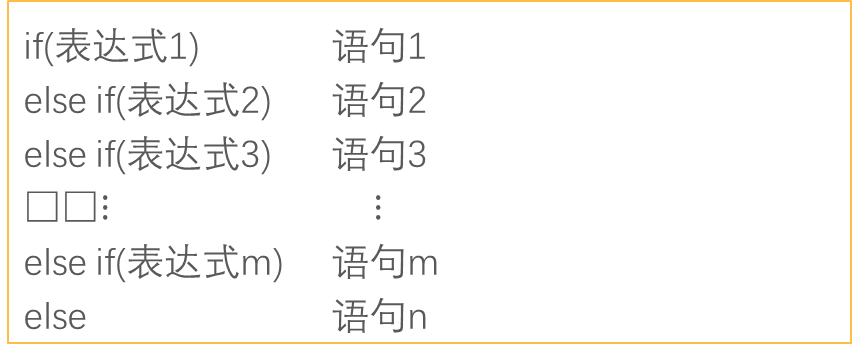 if(表达式1) 语句1
else if(表达式2) 语句2
else if(表达式3) 语句3
□□⋮ ⋮
else if(表达式m) 语句m
else 语句n